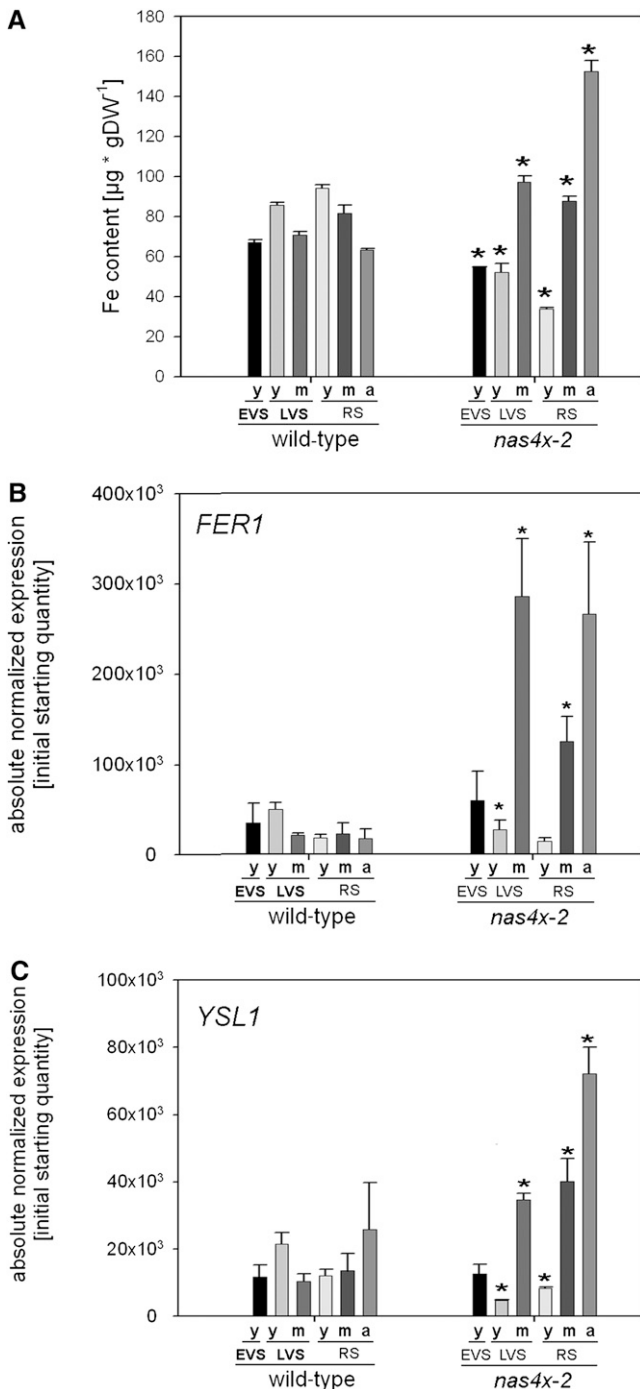 A
Fe content [µg * gDW⁻¹]
180
160
140
120
100
80
60
40
20
0
* * * * * *
y y m y m a y y m y m a
EVS LVS RS EVS LVS RS
wild-type nas4x-2
B
FER1
absolute normalized expression
[initial starting quantity]
400x10³
300x10³
200x10³
100x10³
0
* * * *
y y m y m a y y m y m a
EVS LVS RS EVS LVS RS
wild-type nas4x-2
C
YSL1
absolute normalized expression
[initial starting quantity]
100x10³
80x10³
60x10³
40x10³
20x10³
0
* * * * *
y y m y m a y y m y m a
EVS LVS RS EVS LVS RS
wild-type nas4x-2